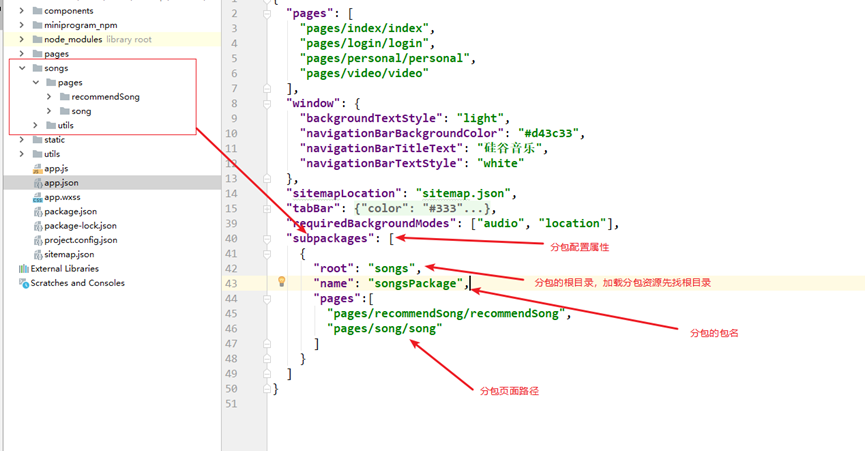 components
miniprogram_npm
node_modules library root
pages
songs
pages
recommendSong
song
utils
static
utils
app.js
app.json
app.wxss
package.json
package-lock.json
project.config.json
sitemap.json
External Libraries
Scratches and Consoles
2 "pages": [
3 "pages/index/index",
4 "pages/login/login",
5 "pages/personal/personal",
6 "pages/video/video"
7 ],
8 "window": {
9 "backgroundTextStyle": "light",
10 "navigationBarBackgroundColor": "#d43c33",
11 "navigationBarTitleText": "硅谷音乐",
12 "navigationBarTextStyle": "white"
13 },
14 "sitemapLocation": "sitemap.json",
15 "tabBar": {"color": "#333"...},
39 "requiredBackgroundModes": ["audio", "location"],
40 "subpackages": [
分包配置属性
41 {
42 "root": "songs",
分包的根目录，加载分包资源先找根目录
43 "name": "songsPackage",
44 "pages":[
45 "pages/recommendSong/recommendSong",
46 "pages/song/song"
分包的包名
47 ]
48 }
49 ]
50 }
分包页面路径
51